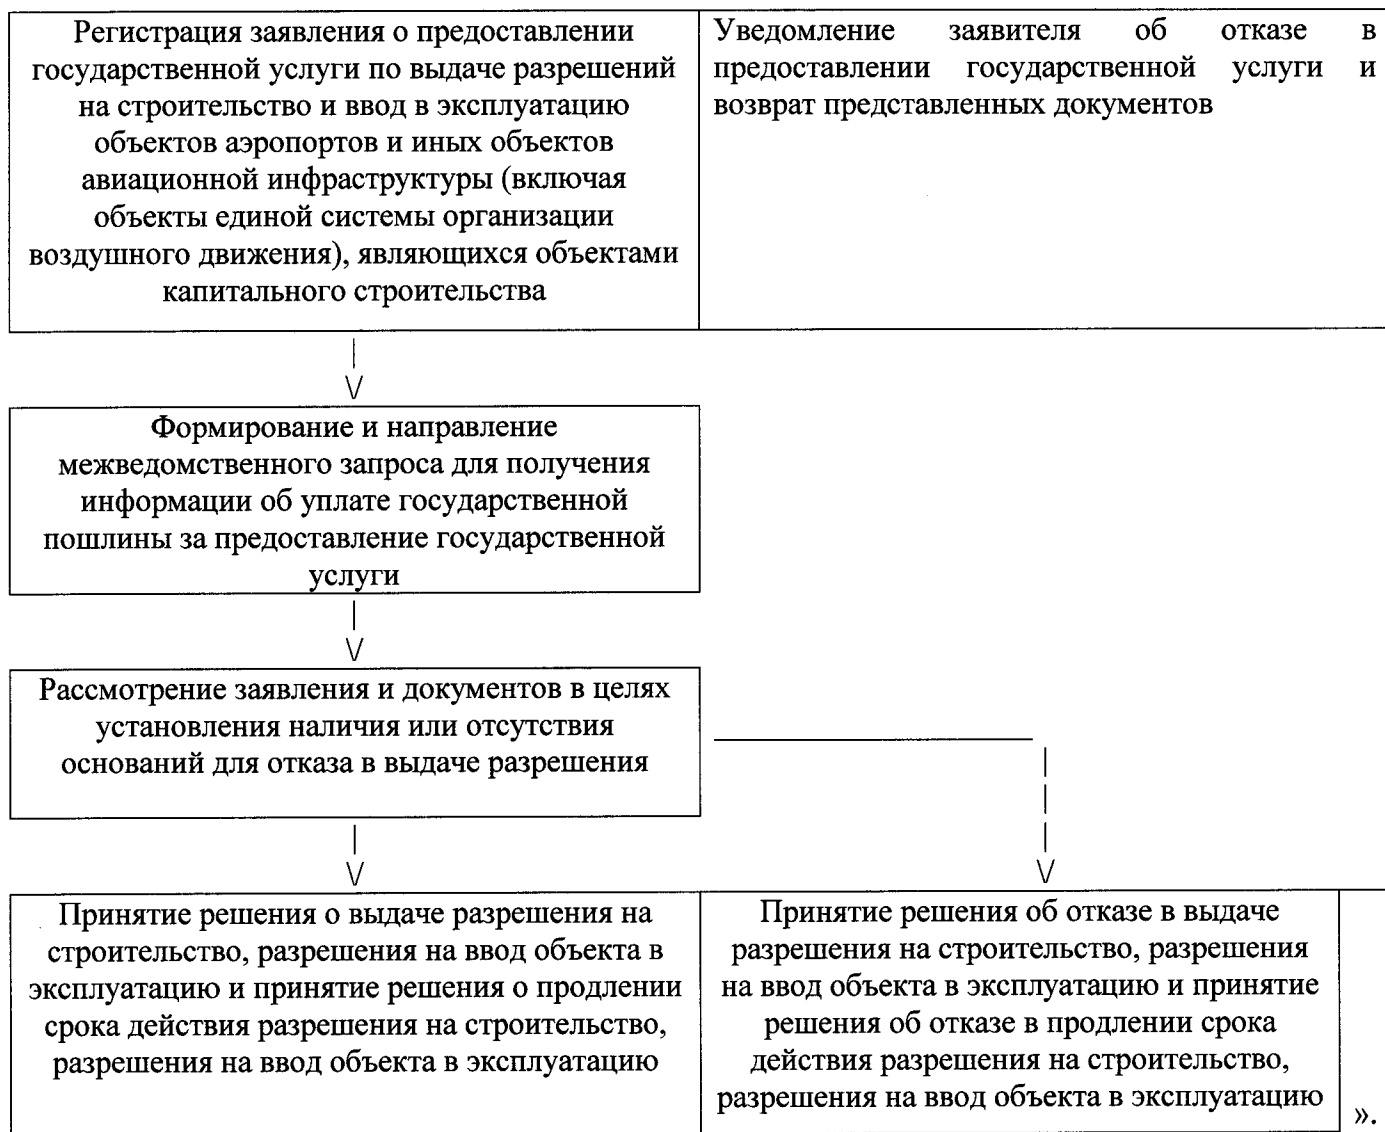 Регистрация заявления о предоставлении
государственной услуги по выдаче разрешений
на строительство и ввод в эксплуатацию
объектов аэропортов и иных объектов
авиационной инфраструктуры (включая
объекты единой системы организации
воздушного движения), являющихся объектами
капитального строительства
Уведомление заявителя об отказе в
предоставлении государственной услуги и
возврат представленных документов
Формирование и направление
межведомственного запроса для получения
информации об уплате государственной
пошлины за предоставление государственной
услуги
Рассмотрение заявления и документов в целях
установления наличия или отсутствия
оснований для отказа в выдаче разрешения
Принятие решения о выдаче разрешения на
строительство, разрешения на ввод объекта в
эксплуатацию и принятие решения о продлении
срока действия разрешения на строительство,
разрешения на ввод объекта в эксплуатацию
Принятие решения об отказе в выдаче
разрешения на строительство, разрешения
на ввод объекта в эксплуатацию и принятие
решения об отказе в продлении срока
действия разрешения на строительство,
разрешения на ввод объекта в эксплуатацию
».